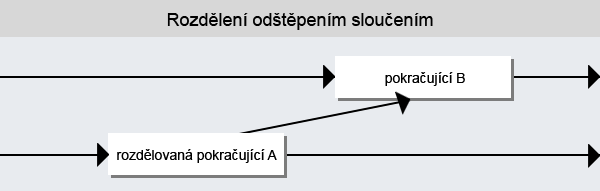 Rozdělení odštěpením sloučením
pokračující B
rozdělovaná pokračující A